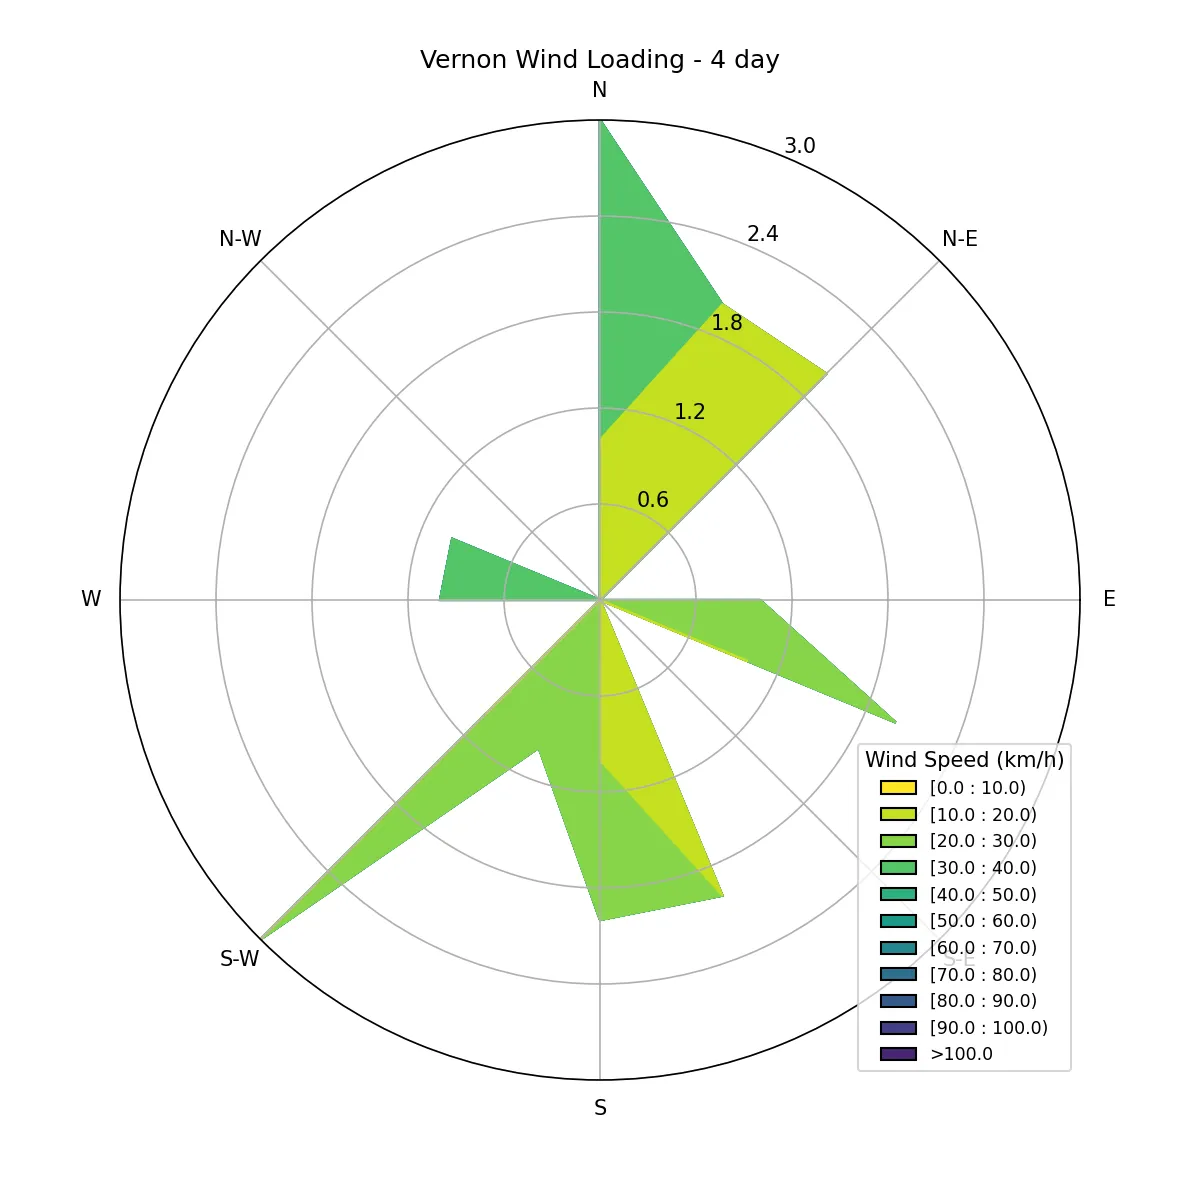 Vernon Wind Loading - 4 day
N
3.0
N-W
N-E
2.4
1.8
1.2
0.6
W
E
S-W
S-E
S
Wind Speed (km/h)
[0.0 : 10.0)
[10.0 : 20.0)
[20.0 : 30.0)
[30.0 : 40.0)
[40.0 : 50.0)
[50.0 : 60.0)
[60.0 : 70.0)
[70.0 : 80.0)
[80.0 : 90.0)
[90.0 : 100.0)
>100.0